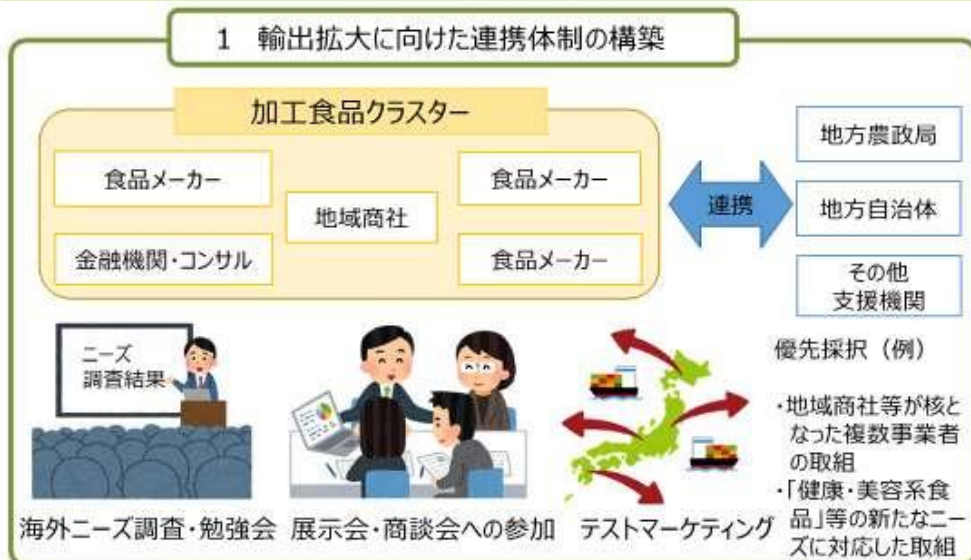 1 輸出拡大に向けた連携体制の構築
加工食品クラスター
食品メーカー
食品メーカー
地域商社
金融機関・コンサル
食品メーカー
連携
地方農政局
地方自治体
その他
支援機関
ニーズ
調査結果
海外ニーズ調査・勉強会
展示会・商談会への参加
テストマーケティング
優先採択（例）
・地域商社等が核と
なった複数事業者
の取組
・「健康・美容系食
品」等の新たなニー
ズに対応した取組